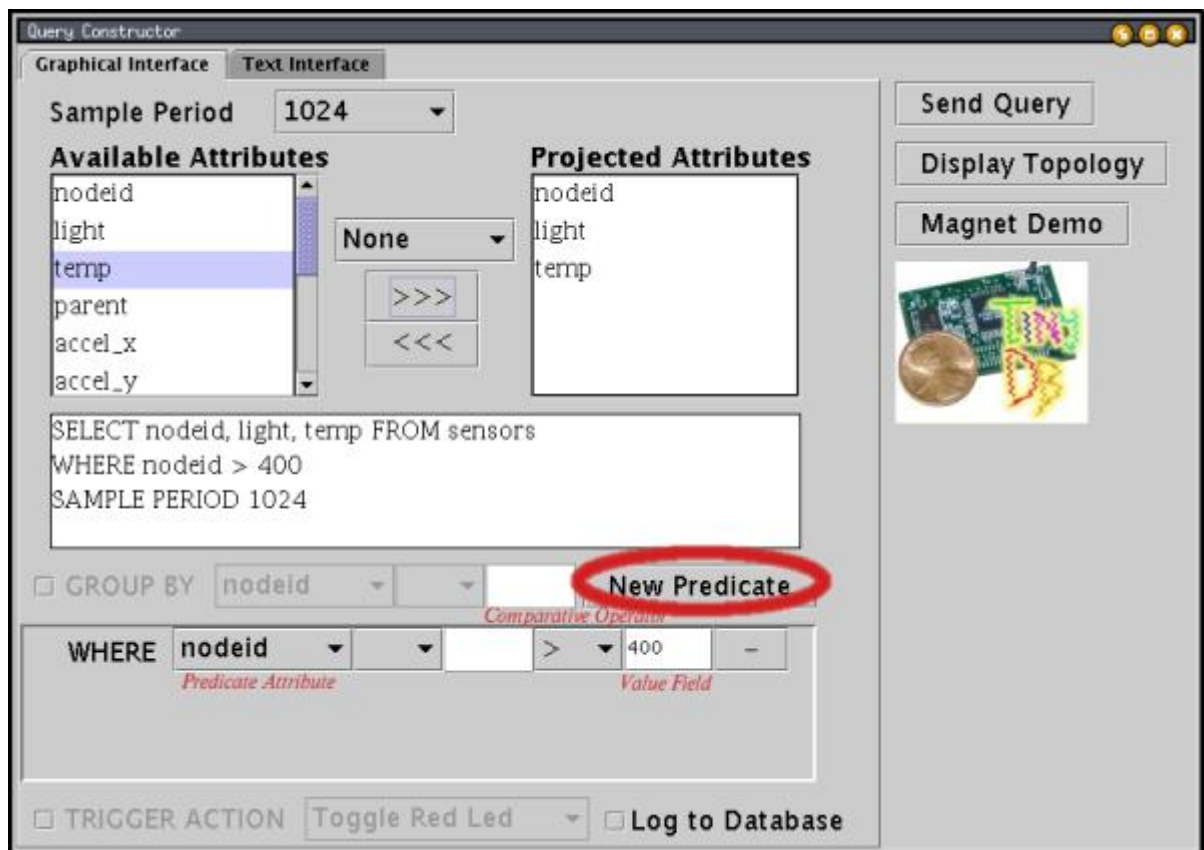 Query Constructor
Graphical Interface Text Interface
Sample Period 1024
Send Query
Display Topology
Magnet Demo
Available Attributes
nodeid
light
temp
parent
accel_x
accel_y
None
>>>
<<<
Projected Attributes
nodeid
light
temp
SELECT nodeid, light, temp FROM sensors
WHERE nodeid > 400
SAMPLE PERIOD 1024
GROUP BY nodeid New Predicate
Comparative Operator
WHERE nodeid > 400 -
Predicate Attribute Value Field
TRIGGER ACTION Toggle Red Led Log to Database